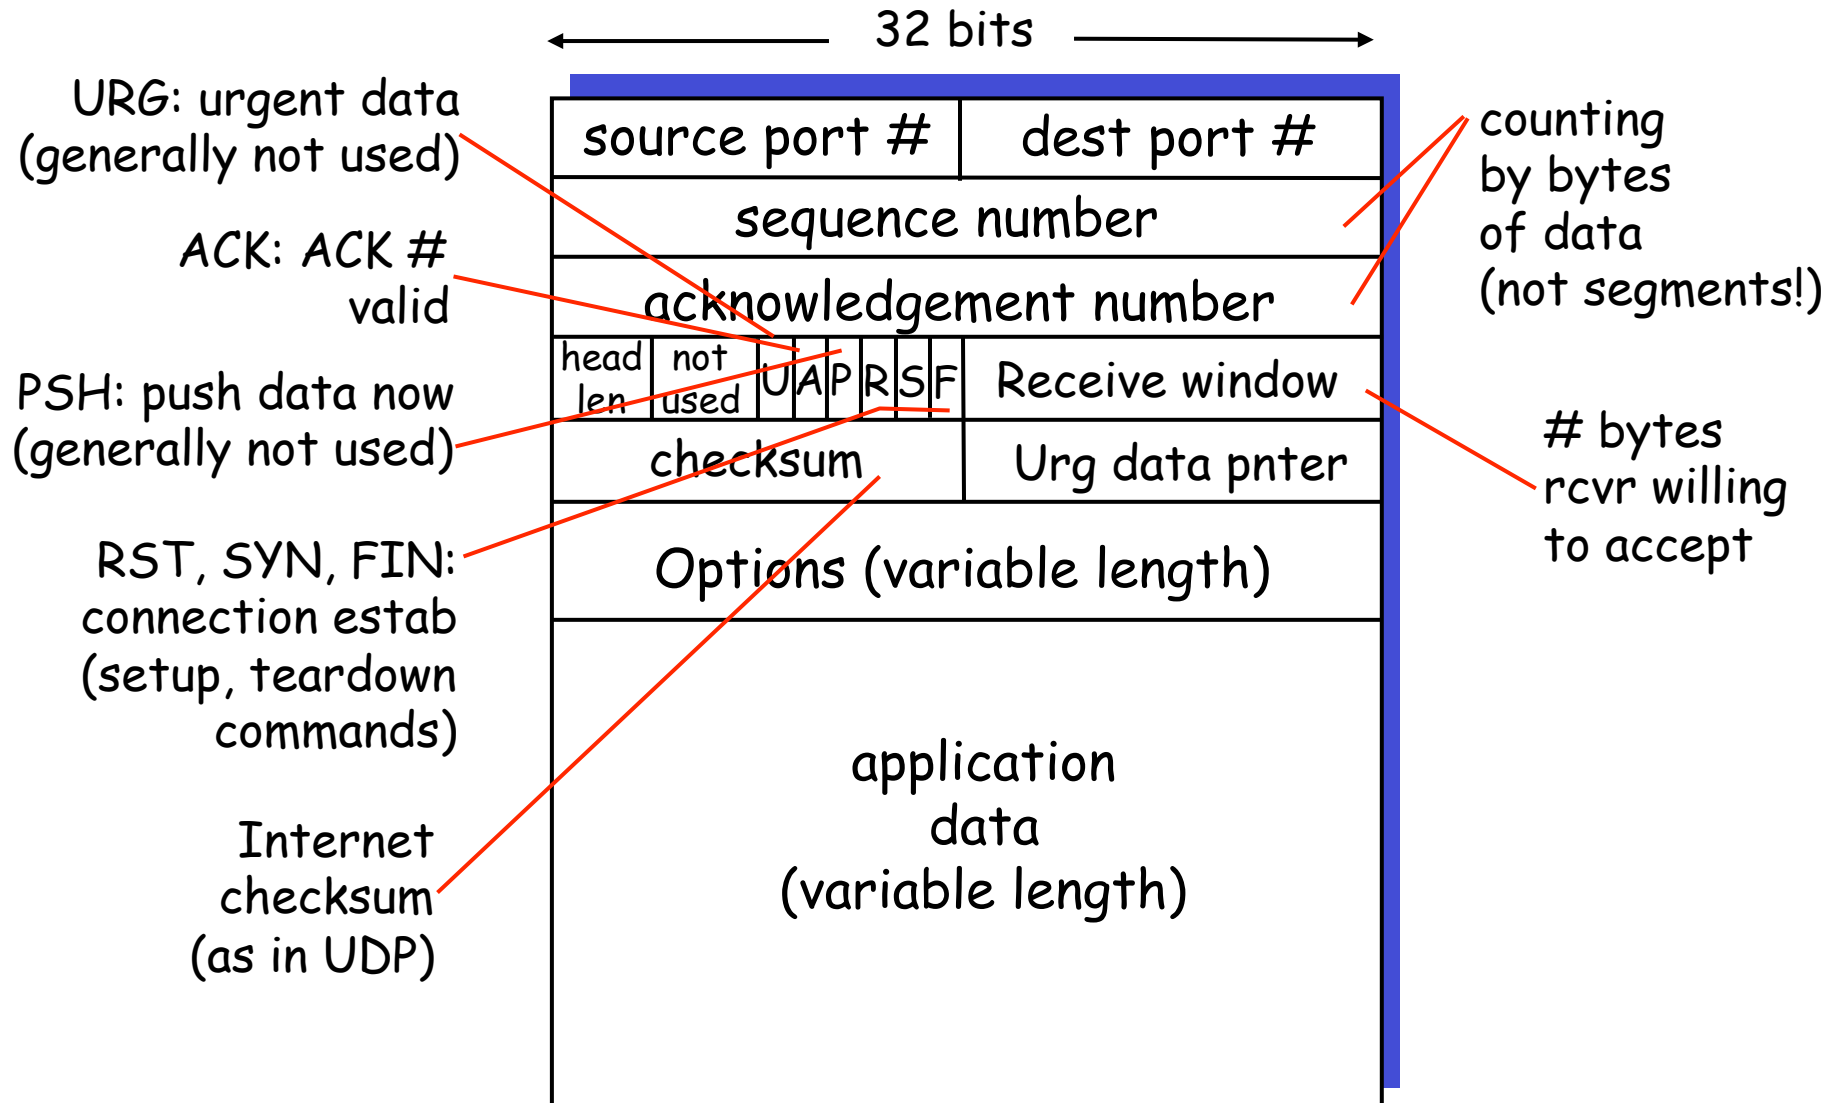 32 bits
URG: urgent data
(generally not used)
ACK: ACK #
valid
PSH: push data now
(generally not used)
RST, SYN, FIN:
connection estab
(setup, teardown
commands)
Internet
checksum
(as in UDP)
source port # dest port #
sequence number
acknowledgement number
head
len
not
used
U A P R S F
Receive window
checksum
Urg data pnter
Options (variable length)
application
data
(variable length)
counting
by bytes
of data
(not segments!)
# bytes
rcvr willing
to accept